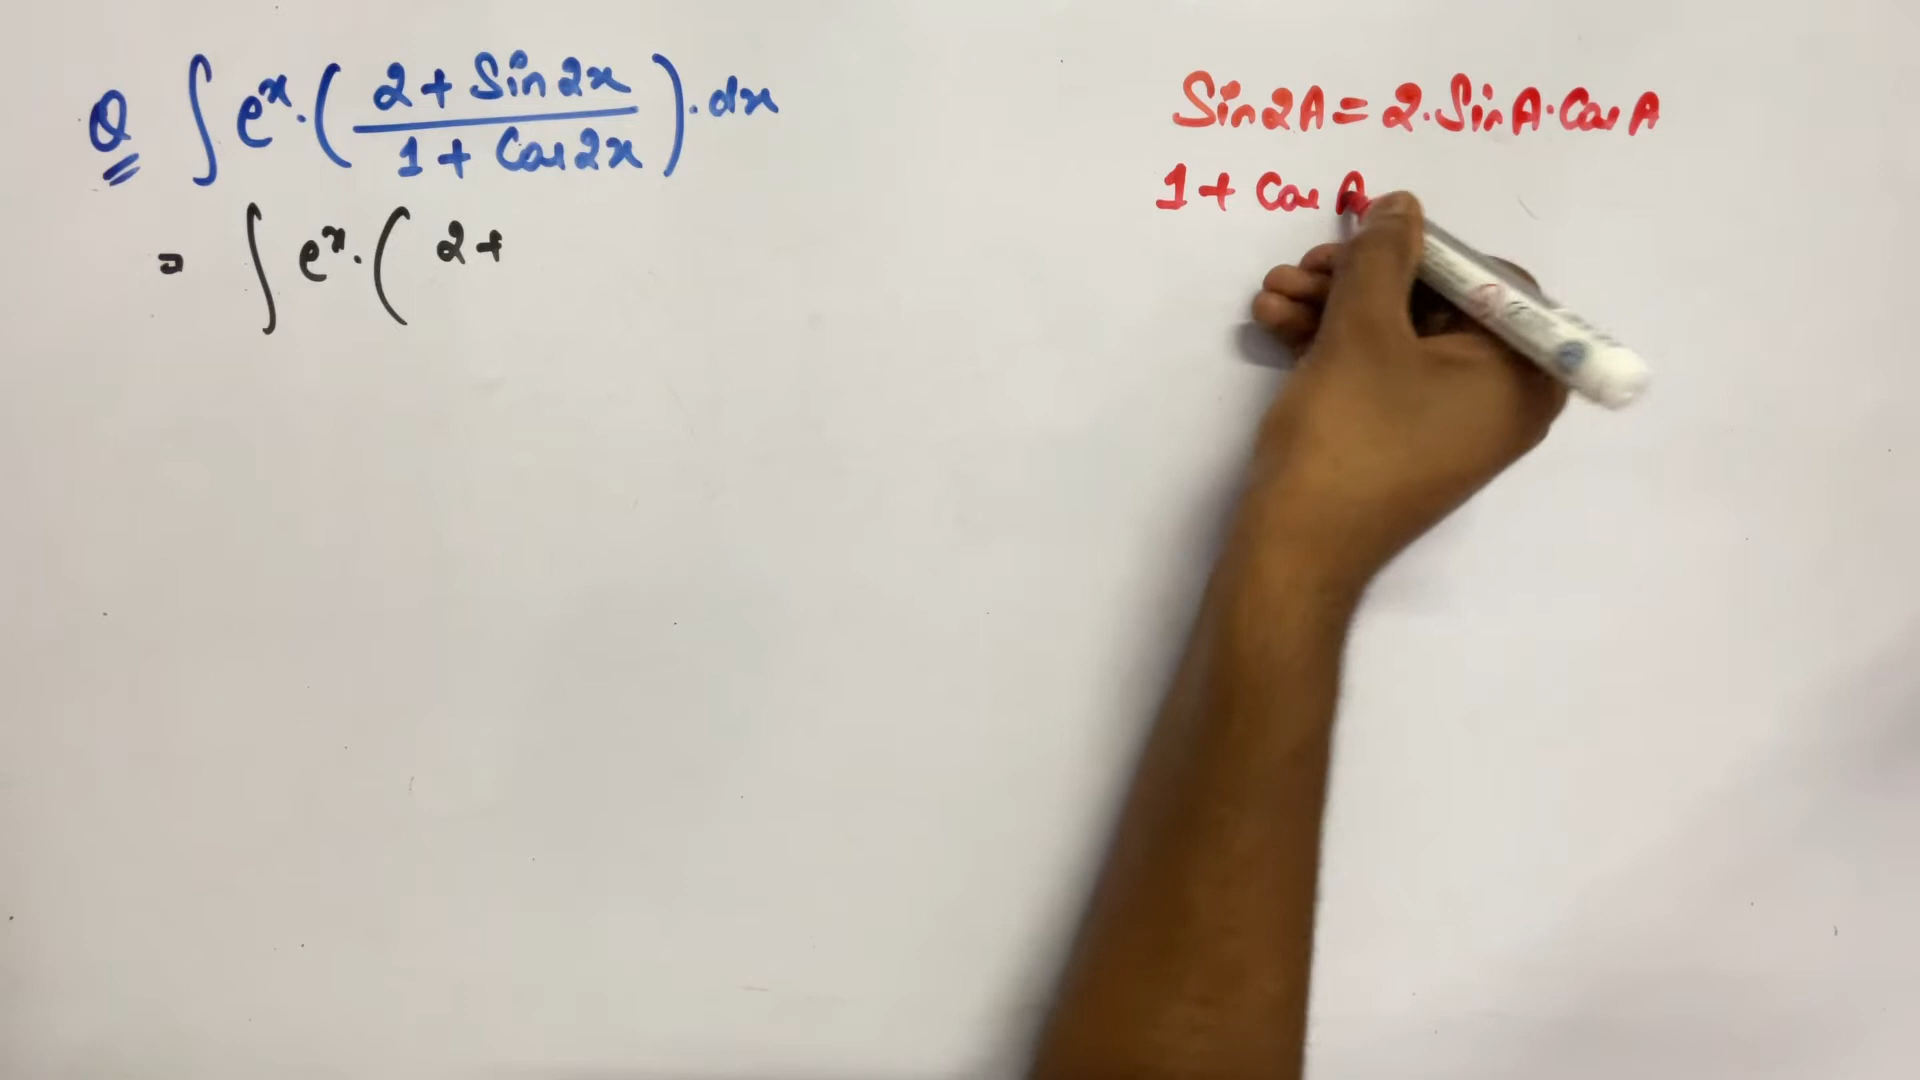 Q ∫ eˣ. ( (2 + Sin2x) / (1 + Cos2x) ). dx
= ∫ eˣ. ( 2 +
Sin2A = 2. SinA. CosA
1 + Cos A